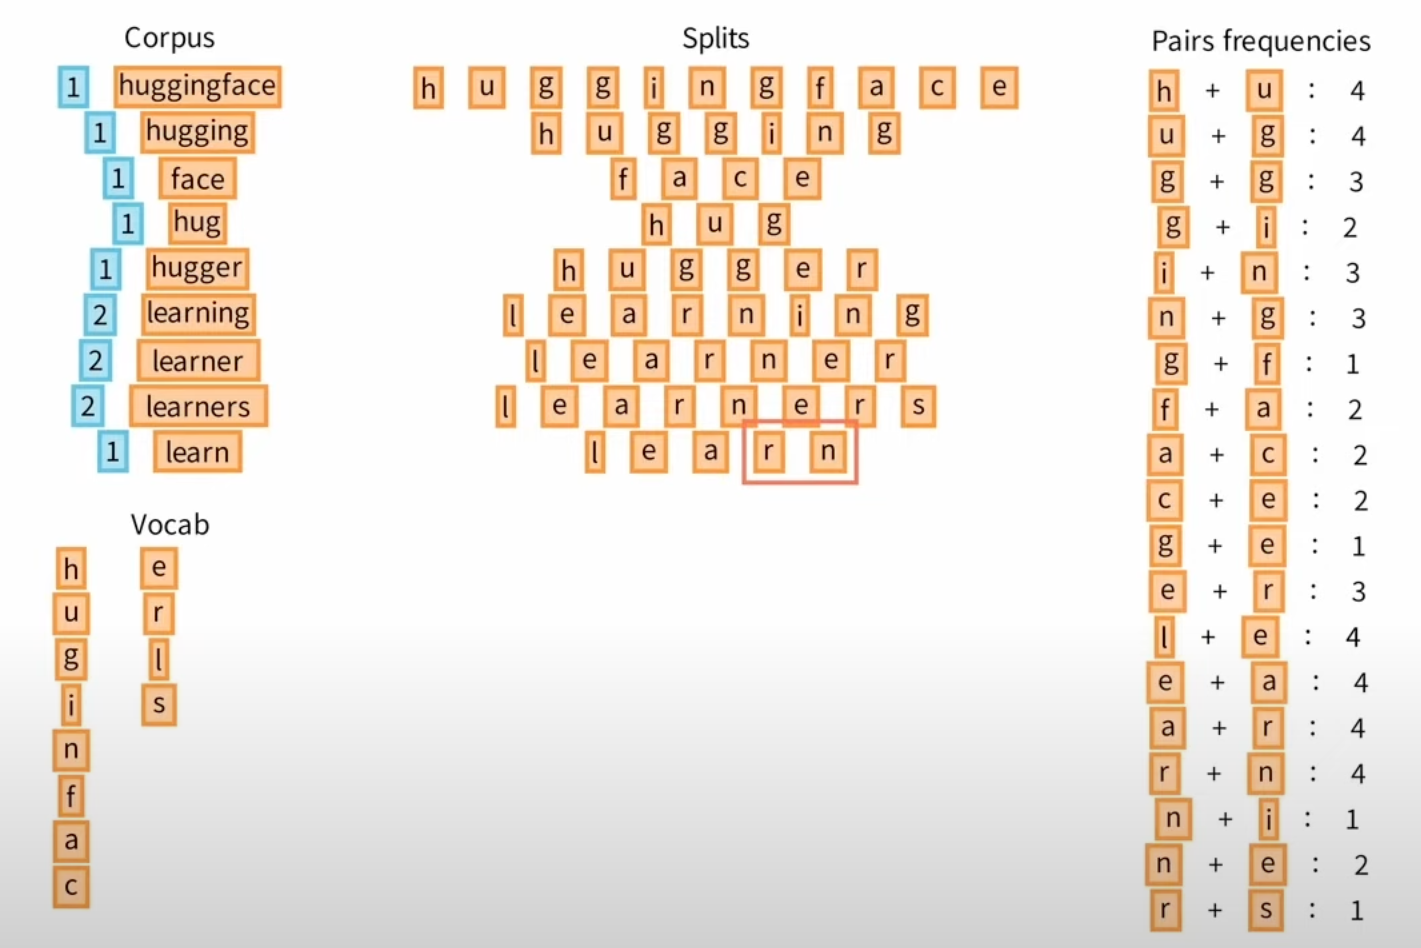 Corpus
1 huggingface
1 hugging
1 face
1 hug
1 hugger
2 learning
2 learner
2 learners
1 learn
Vocab
h e
u r
g l
i s
n
f
a
c
Splits
h u g g i n g f a c e
h u g g i n g
f a c e
h u g
h u g g e r
l e a r n i n g
l e a r n e r
l e a r n e r s
l e a r n
Pairs frequencies
h + u : 4
u + g : 4
g + g : 3
g + i : 2
i + n : 3
n + g : 3
g + f : 1
f + a : 2
a + c : 2
c + e : 2
g + e : 1
e + r : 3
l + e : 4
e + a : 4
a + r : 4
r + n : 4
n + i : 1
n + e : 2
r + s : 1